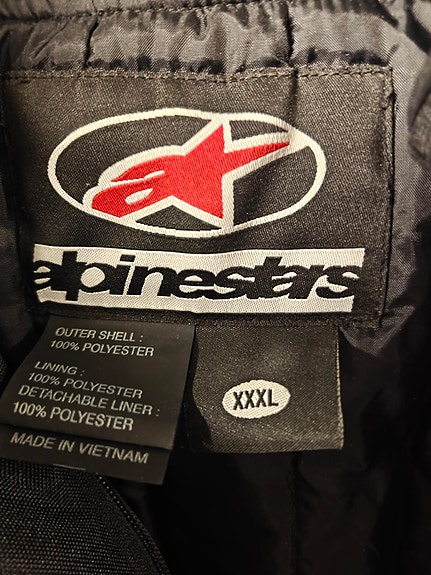 a
alpinestars
OUTER SHELL :
100% POLYESTER
LINING :
100% POLYESTER
DETACHABLE LINER :
100% POLYESTER
MADE IN VIETNAM
XXXL